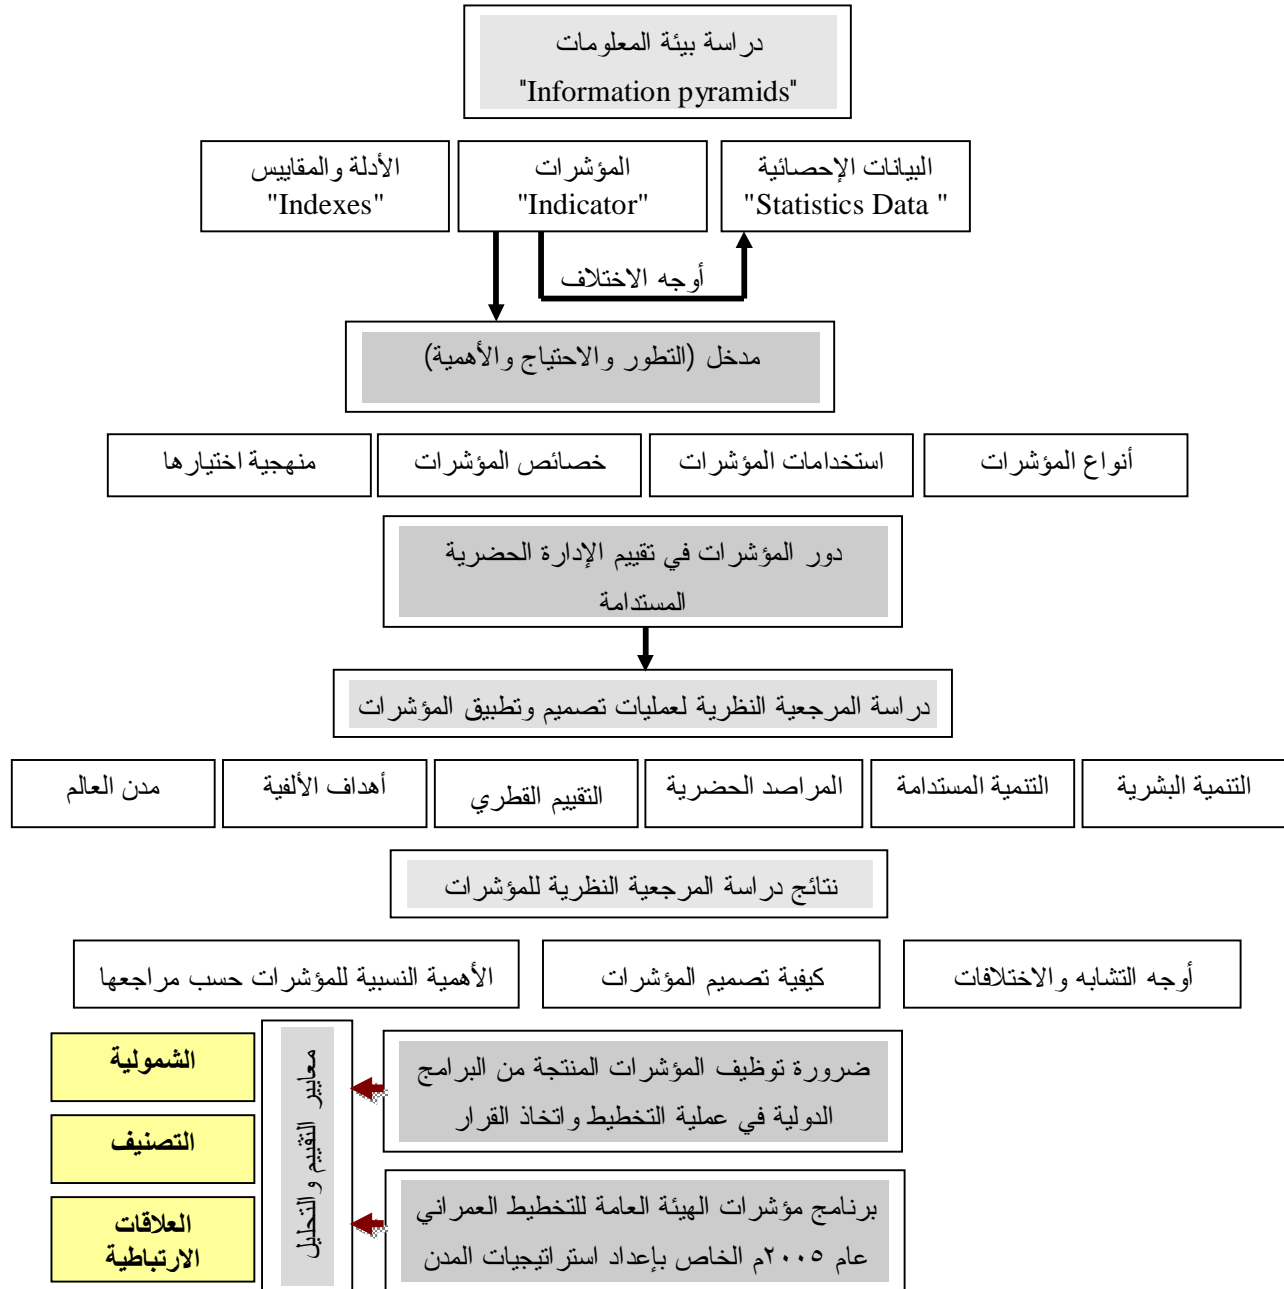 دراسة بيئة المعلومات
"Information pyramids"
البيانات الإحصائية
"Statistics Data "
المؤشرات
"Indicator"
الأدلة والمقاييس
"Indexes"
أوجه الاختلاف
مدخل (التطور والاحتياج والأهمية)
أنواع المؤشرات
استخدامات المؤشرات
خصائص المؤشرات
منهجية اختيارها
دور المؤشرات في تقييم الإدارة الحضرية
المستدامة
دراسة المرجعية النظرية لعمليات تصميم وتطبيق المؤشرات
التنمية البشرية
التنمية المستدامة
المراصد الحضرية
التقييم القطري
أهداف الألفية
مدن العالم
نتائج دراسة المرجعية النظرية للمؤشرات
أوجه التشابه والاختلافات
كيفية تصميم المؤشرات
الأهمية النسبية للمؤشرات حسب مراجعها
ضرورة توظيف المؤشرات المنتجة من البرامج
الدولية في عملية التخطيط واتخاذ القرار
برنامج مؤشرات الهيئة العامة للتخطيط العمراني
عام ٢٠٠٥م الخاص بإعداد استراتيجيات المدن
معايير التقييم والتحليل
الشمولية
التصنيف
العلاقات
الارتباطية